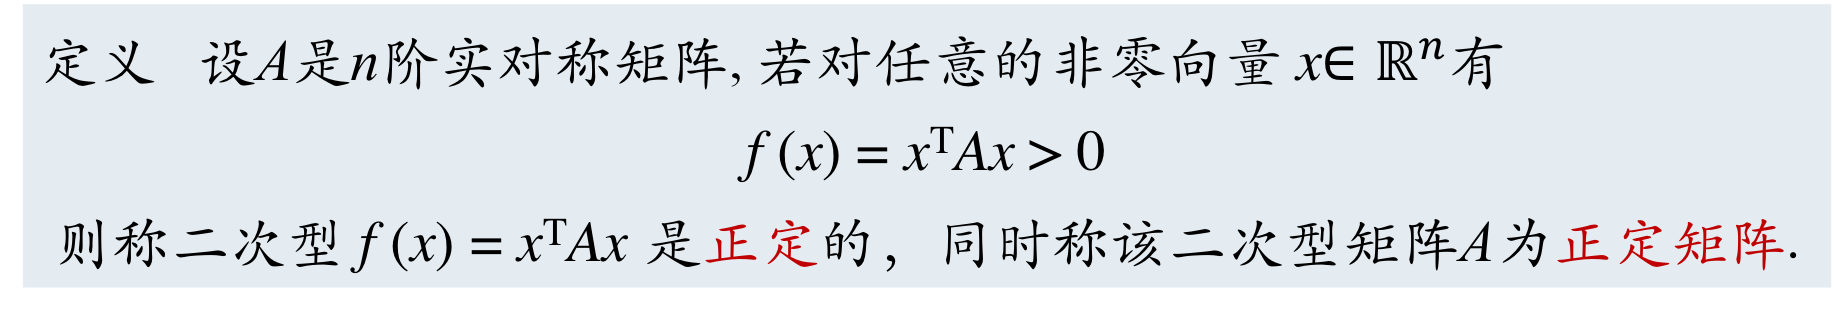 定义 设A是n阶实对称矩阵, 若对任意的非零向量 x∈ ℝⁿ有
f (x) = xᵀAx > 0
则称二次型 f (x) = xᵀAx 是正定的，同时称该二次型矩阵A为正定矩阵.